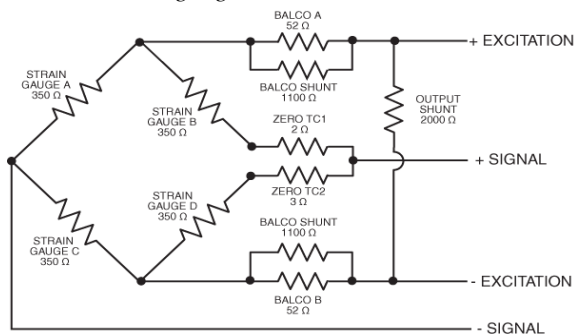 BALCO A
52 Ω
+ EXCITATION
BALCO SHUNT
1100 Ω
STRAIN
GAUGE A
350 Ω
STRAIN
GAUGE B
350 Ω
OUTPUT
SHUNT
2000 Ω
ZERO TC1
2 Ω
+ SIGNAL
ZERO TC2
3 Ω
STRAIN
GAUGE D
350 Ω
STRAIN
GAUGE C
350 Ω
BALCO SHUNT
1100 Ω
- EXCITATION
BALCO B
52 Ω
- SIGNAL